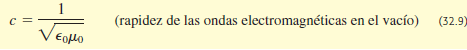 c = 1 / √ϵ₀μ₀ (rapidez de las ondas electromagnéticas en el vacío) (32.9)